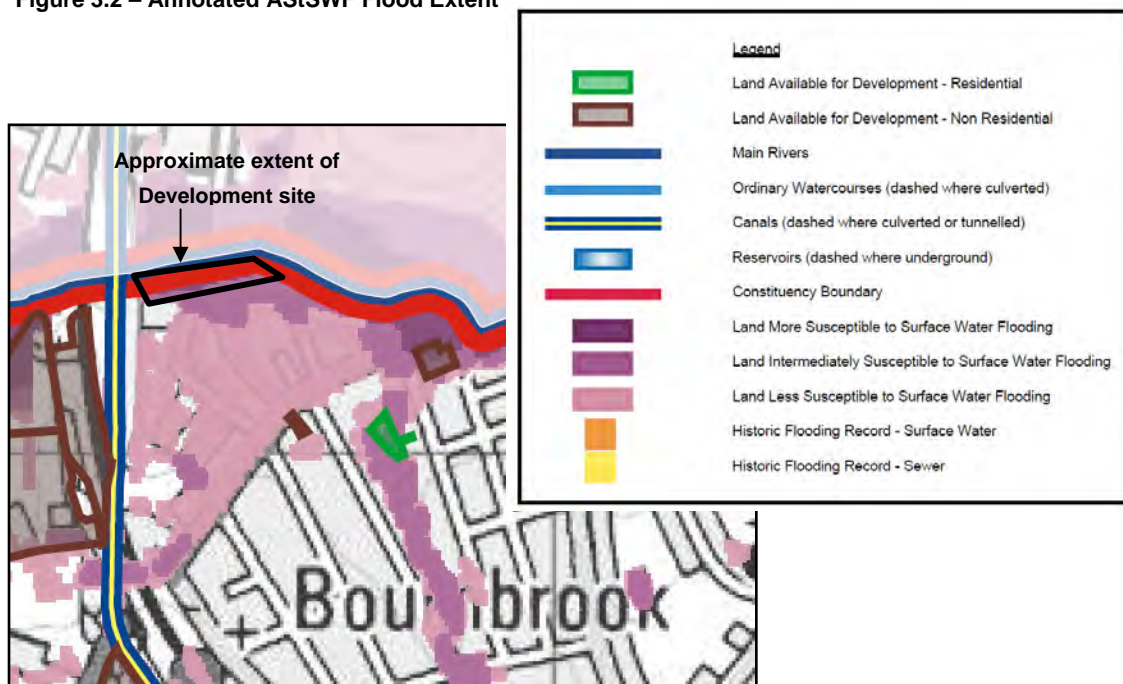 Figure 3.2 – Annotated AStSWF Flood Extent
Legend
Land Available for Development - Residential
Land Available for Development - Non Residential
Main Rivers
Ordinary Watercourses (dashed where culverted)
Canals (dashed where culverted or tunnelled)
Reservoirs (dashed where underground)
Constituency Boundary
Land More Susceptible to Surface Water Flooding
Land Intermediately Susceptible to Surface Water Flooding
Land Less Susceptible to Surface Water Flooding
Historic Flooding Record - Surface Water
Historic Flooding Record - Sewer
Approximate extent of
Development site
Bournbrook